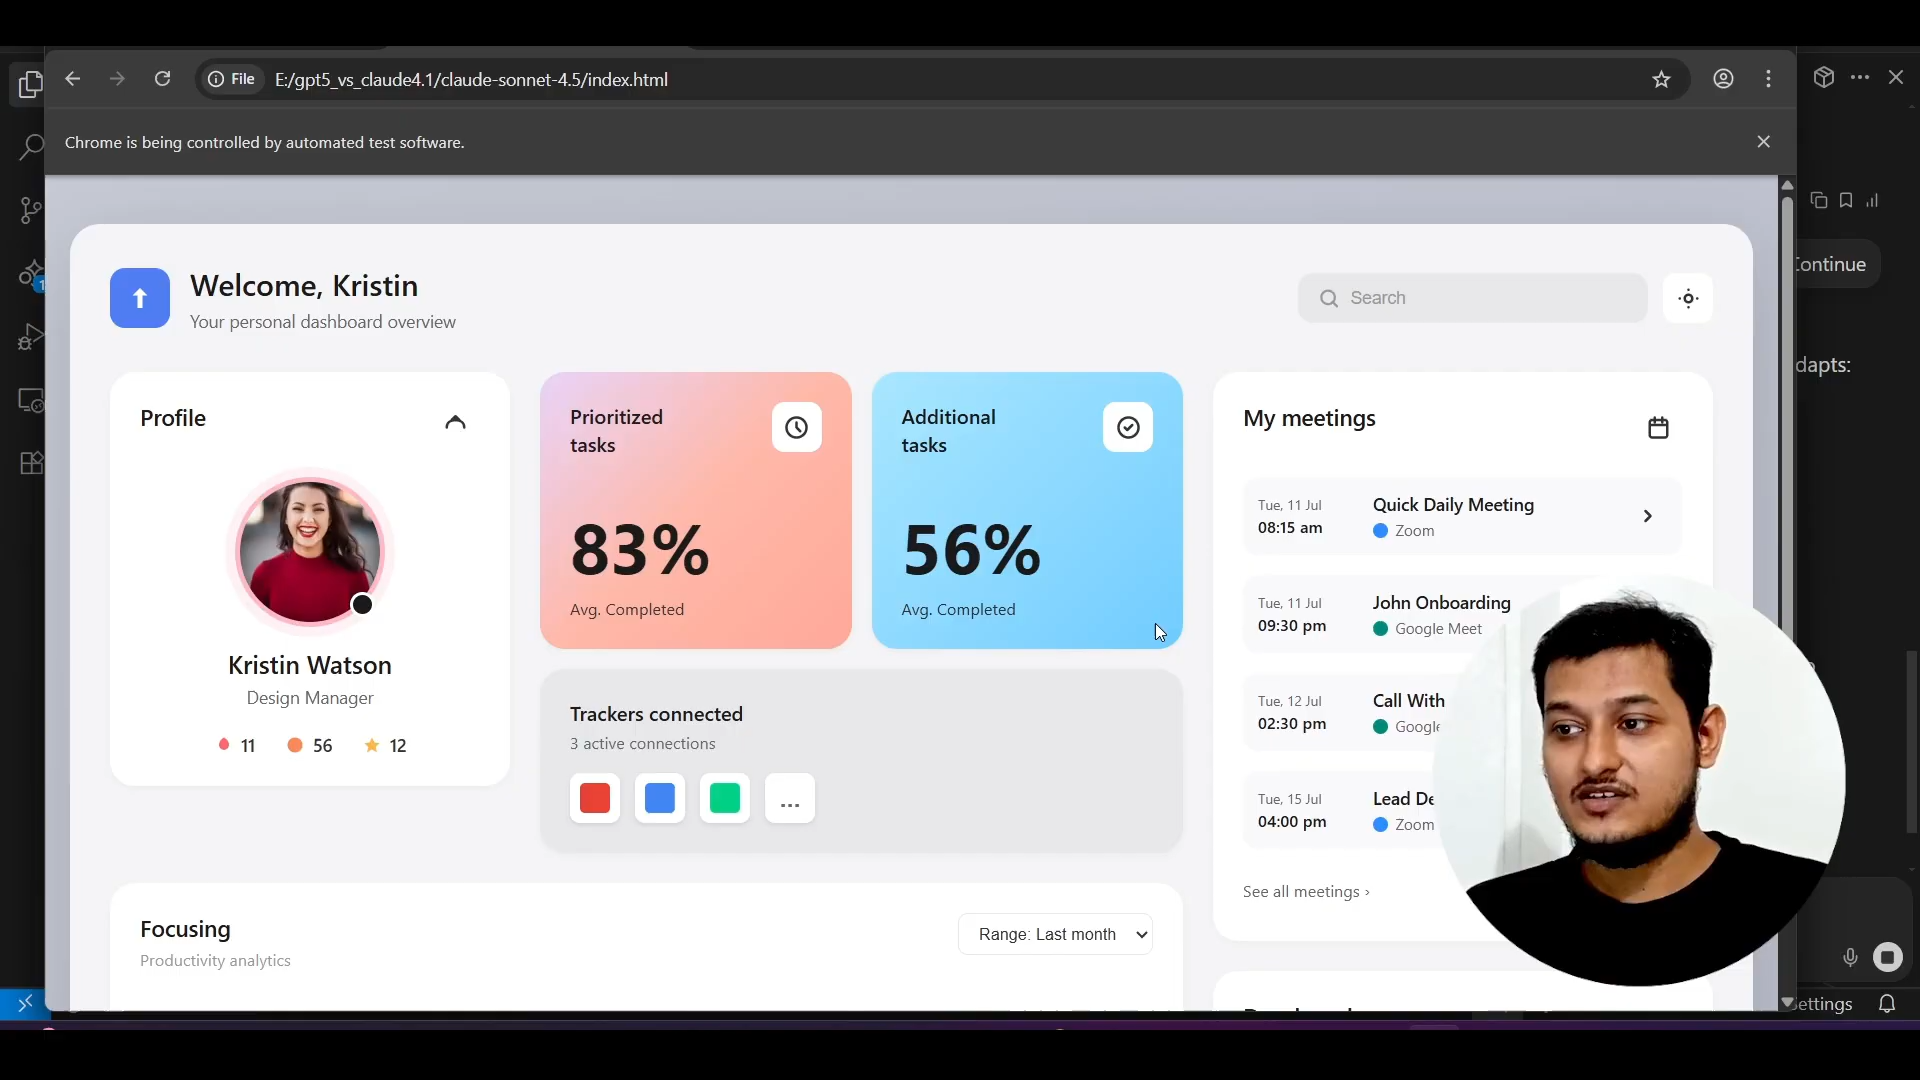 File
E:/gpt5_vs_claude4.1/claude-sonnet-4.5/index.html
Chrome is being controlled by automated test software.
Continue
dapts:
Welcome, Kristin
Your personal dashboard overview
Search
Profile
Kristin Watson
Design Manager
11 56 12
Prioritized
tasks
83%
Avg. Completed
Additional
tasks
56%
Avg. Completed
Trackers connected
3 active connections
...
My meetings
Tue, 11 Jul
08:15 am
Quick Daily Meeting
Zoom
Tue, 11 Jul
09:30 pm
John Onboarding
Google Meet
Tue, 12 Jul
02:30 pm
Call With
Google
Tue, 15 Jul
04:00 pm
Lead De
Zoom
See all meetings ›
Focusing
Productivity analytics
Range: Last month
ettings